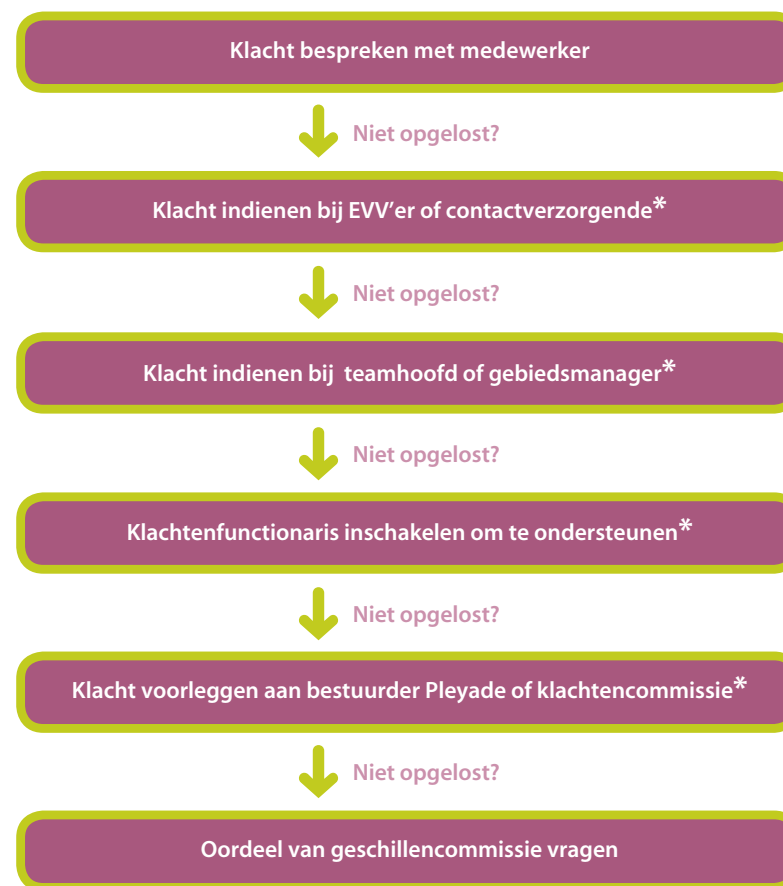 Klacht bespreken met medewerker
Niet opgelost?
Klacht indienen bij EVV'er of contactverzorgende*
Niet opgelost?
Klacht indienen bij  teamhoofd of gebiedsmanager*
Niet opgelost?
Klachtenfunctionaris inschakelen om te ondersteunen*
Niet opgelost?
Klacht voorleggen aan bestuurder Pleyade of klachtencommissie*
Niet opgelost?
Oordeel van geschillencommissie vragen